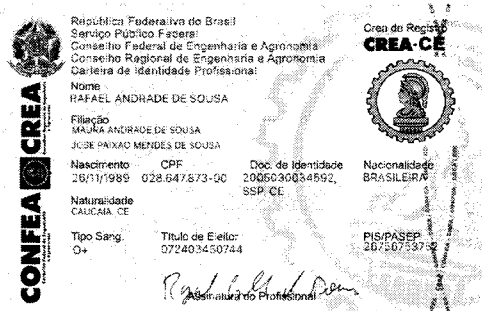 República Federativa do Brasil
Serviço Público Federal
Conselho Federal de Engenharia e Agronomia
Conselho Regional de Engenharia e Agronomia
Carteira de Identidade Profissional
Crea de Registro
CREA-CE
CONFEA CREA
Nome
RAFAEL ANDRADE DE SOUSA
Filiação
MAURA ANDRADE DE SOUSA
JOSE PAIXAO MENDES DE SOUSA
Nascimento CPF Doc. de Identidade Nacionalidade
26/11/1989 028.647.873-00 2005030034592, BRASILEIRA
SSP, CE
Naturalidade
CAUCAIA, CE
Tipo Sang. Título de Eleitor PIS/PASEP
O+ 072403450744
Assinatura do Profissional